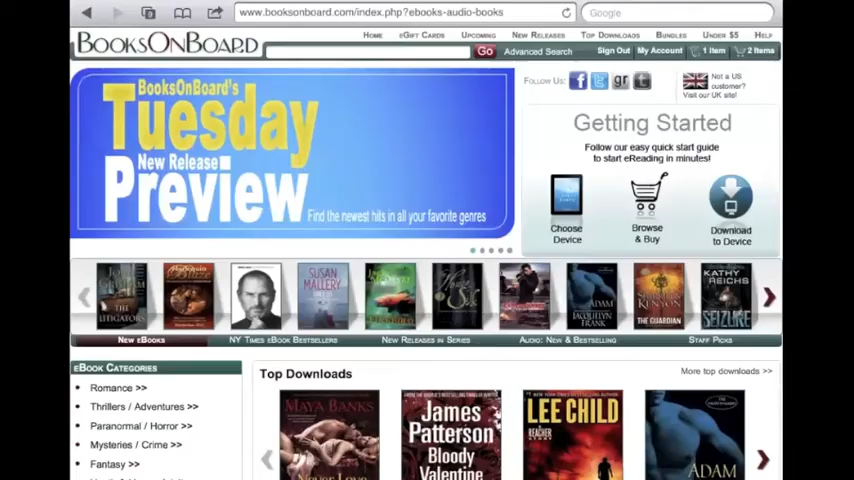 www.booksonboard.com/index.php?ebooks-audio-books
Google
Home eGift Cards Upcoming New Releases Top Downloads Bundles Under $5 Help
BooksOnBoard
Go Advanced Search Sign Out My Account 1 item 2 items
BooksOnBoard's
Tuesday
New Release
Preview
Find the newest hits in all your favorite genres
Follow Us: f t gr t
Not a US
customer?
Visit our UK site!
Getting Started
Follow our easy quick start guide
to start eReading in minutes!
Choose
Device
Browse
& Buy
Download
to Device
THE LITIGATORS
SUSAN
MALLERY
ADAM
THE GUARDIAN
KATHY
REICHS
SEIZURE
New eBooks NY Times eBook Bestsellers New Releases in Series Audio: New & Bestselling Staff Picks
eBook Categories
Romance >>
Thrillers / Adventures >>
Paranormal / Horror >>
Mysteries / Crime >>
Fantasy >>
Top Downloads
More top downloads >>
MAYA BANKS
Never Love
James
Patterson
Bloody
Valentine
LEE CHILD
ADAM